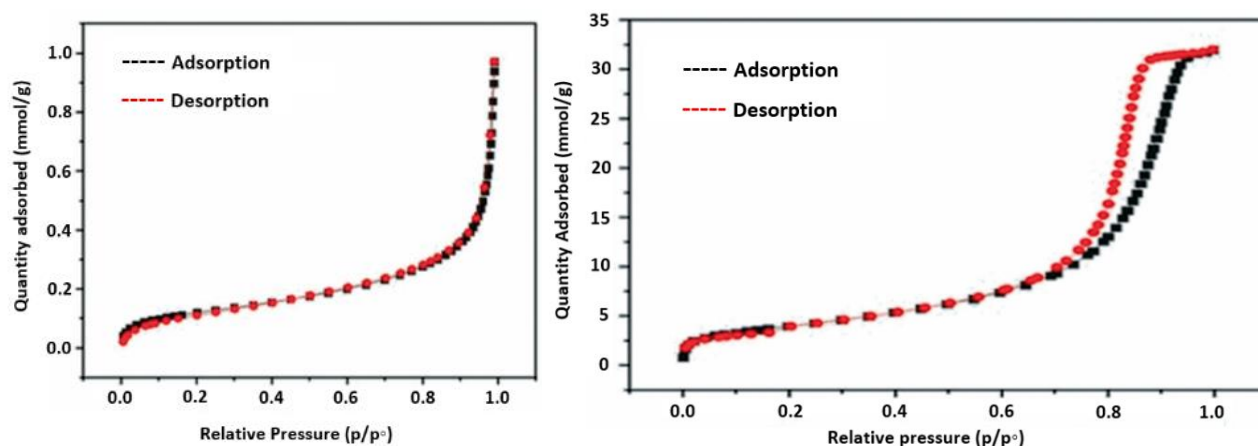 1.0
0.8
0.6
0.4
0.2
0.0
Quantity adsorbed (mmol/g)
Adsorption
Desorption
0.0 0.2 0.4 0.6 0.8 1.0
Relative Pressure (p/p◦)
35
30
25
20
15
10
5
0
Quantity Adsorbed (mmol/g)
Adsorption
Desorption
0.0 0.2 0.4 0.6 0.8 1.0
Relative pressure (p/p◦)